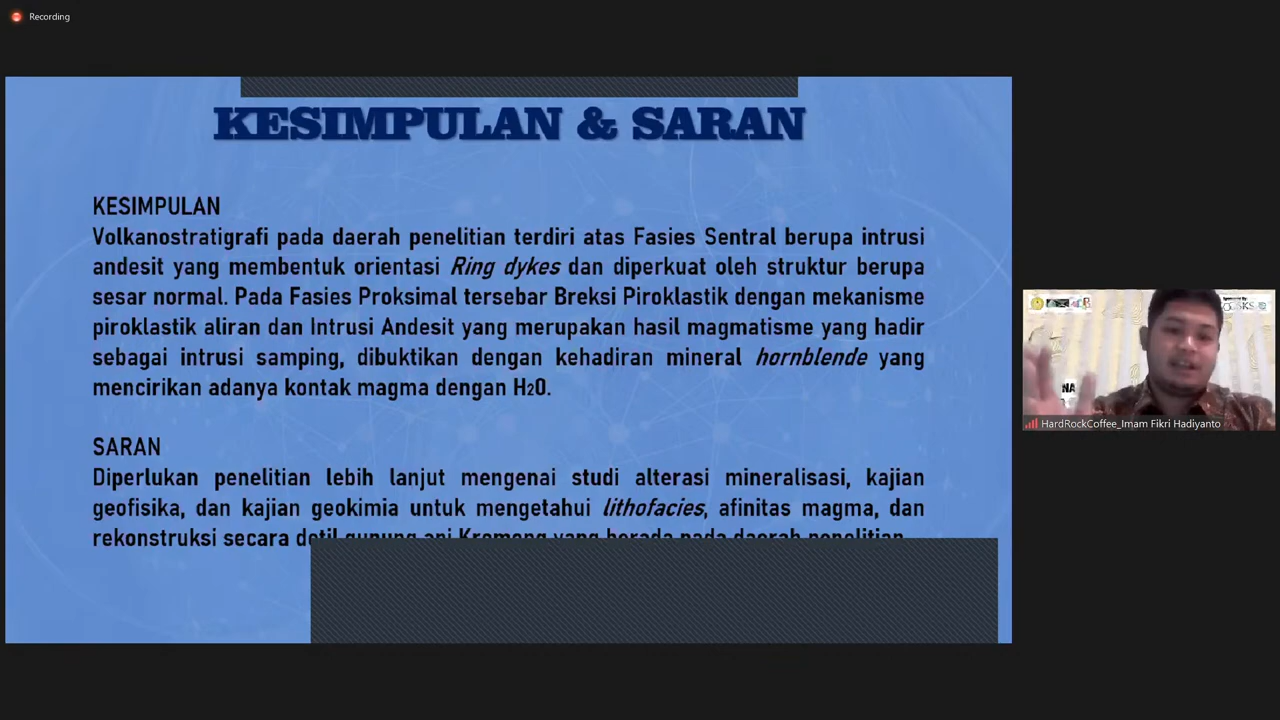 Recording
KESIMPULAN & SARAN
KESIMPULAN
Volkanostratigrafi pada daerah penelitian terdiri atas Fasies Sentral berupa intrusi
andesit yang membentuk orientasi Ring dykes dan diperkuat oleh struktur berupa
sesar normal. Pada Fasies Proksimal tersebar Breksi Piroklastik dengan mekanisme
piroklastik aliran dan Intrusi Andesit yang merupakan hasil magmatisme yang hadir
sebagai intrusi samping, dibuktikan dengan kehadiran mineral hornblende yang
mencirikan adanya kontak magma dengan H2O.
SARAN
Diperlukan penelitian lebih lanjut mengenai studi alterasi mineralisasi, kajian
geofisika, dan kajian geokimia untuk mengetahui lithofacies, afinitas magma, dan
rekonstruksi secara detil gunung api Kromong yang berada pada daerah penelitian.
NA
HardRockCoffee_Imam Fikri Hadiyanto